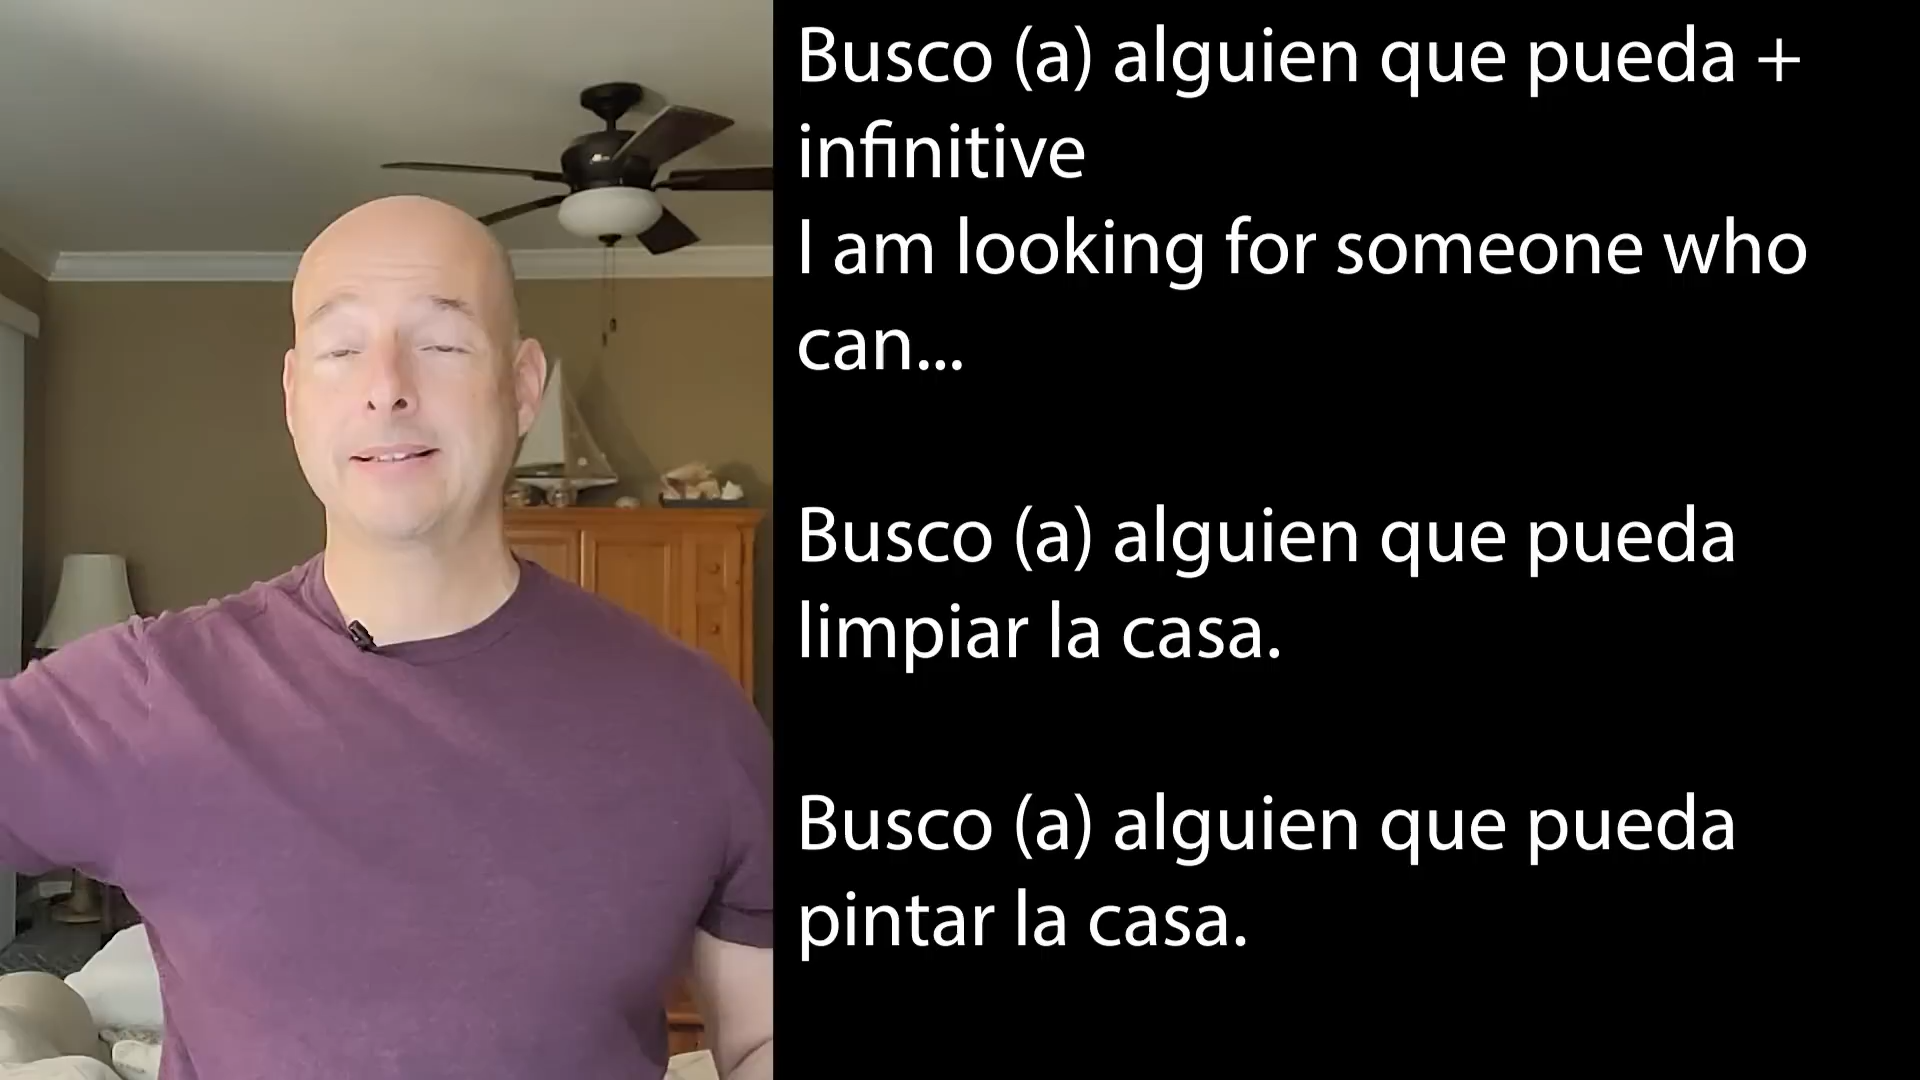 Busco (a) alguien que pueda +
infinitive
I am looking for someone who
can...
Busco (a) alguien que pueda
limpiar la casa.
Busco (a) alguien que pueda
pintar la casa.